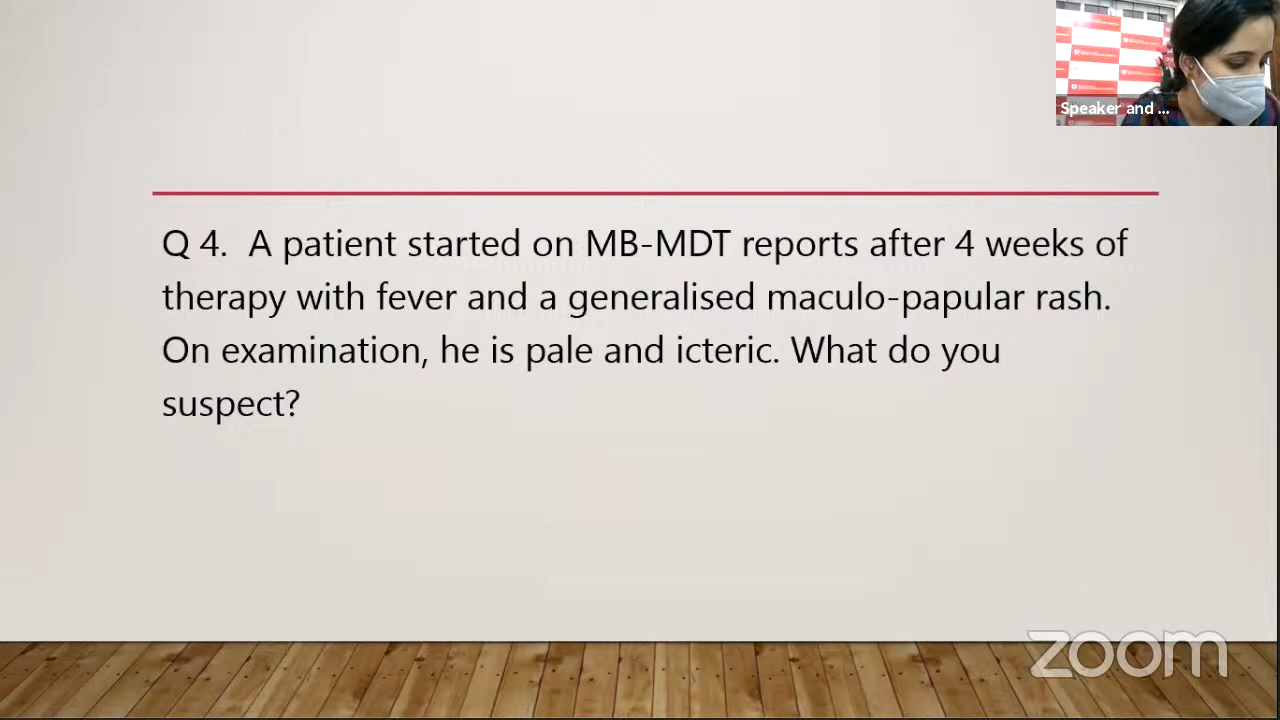 Speaker and ...
Q 4. A patient started on MB-MDT reports after 4 weeks of
therapy with fever and a generalised maculo-papular rash.
On examination, he is pale and icteric. What do you
suspect?
zoom